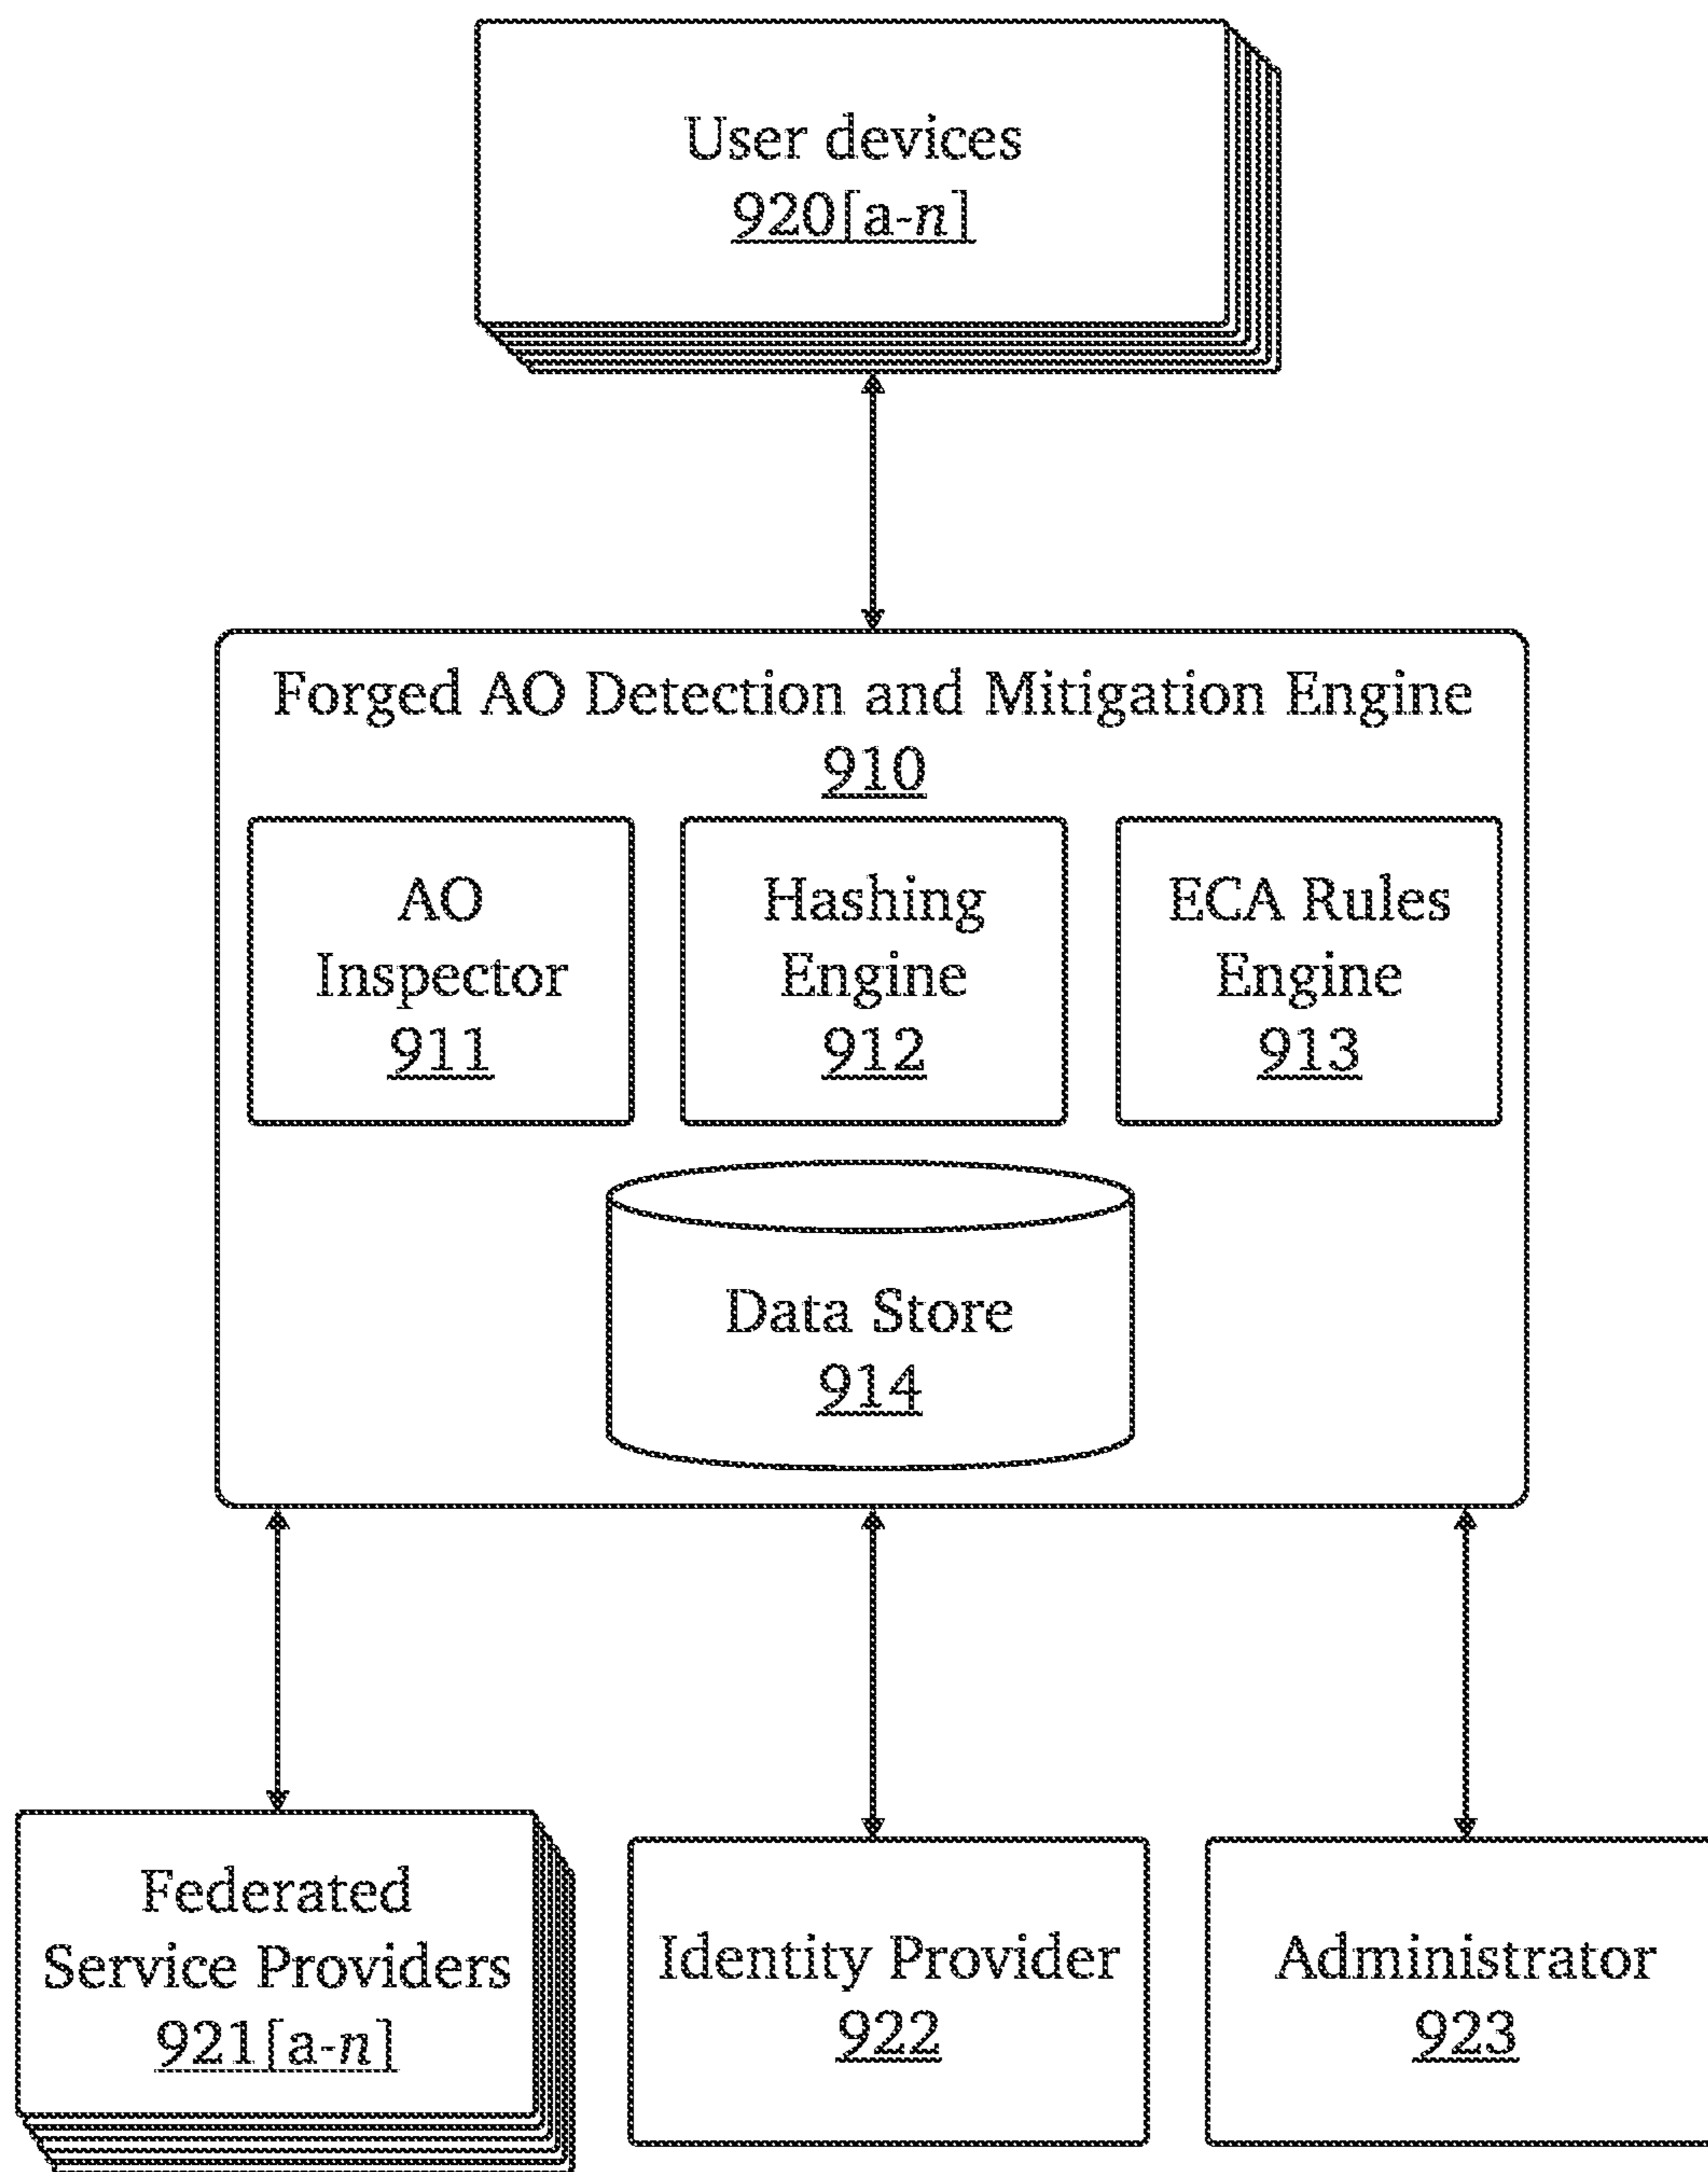 User devices
920[a-n]
Forged AO Detection and Mitigation Engine
910
AO
Inspector
911
Hashing
Engine
912
ECA Rules
Engine
913
Data Store
914
Federated
Service Providers
921[a-n]
Identity Provider
922
Administrator
923